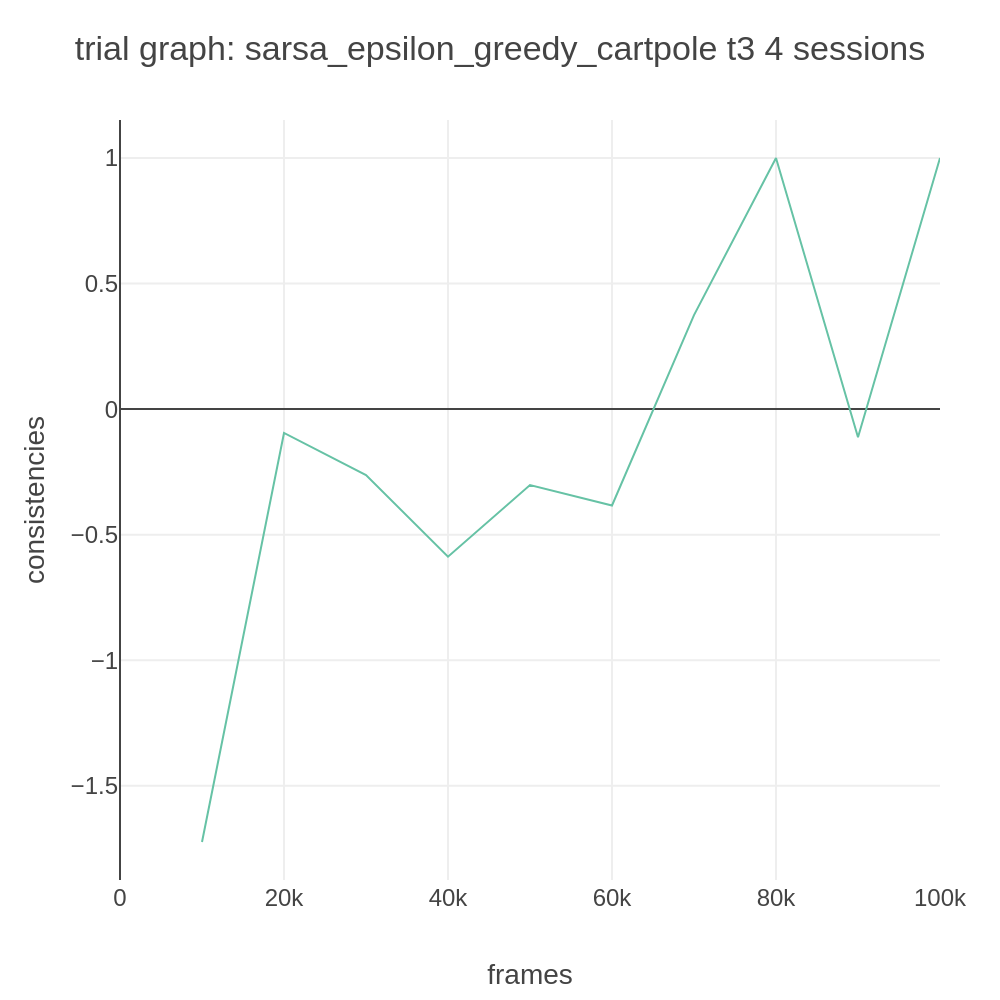 trial graph: sarsa_epsilon_greedy_cartpole t3 4 sessions
1
0.5
0
−0.5
−1
−1.5
consistencies
0 20k 40k 60k 80k 100k
frames